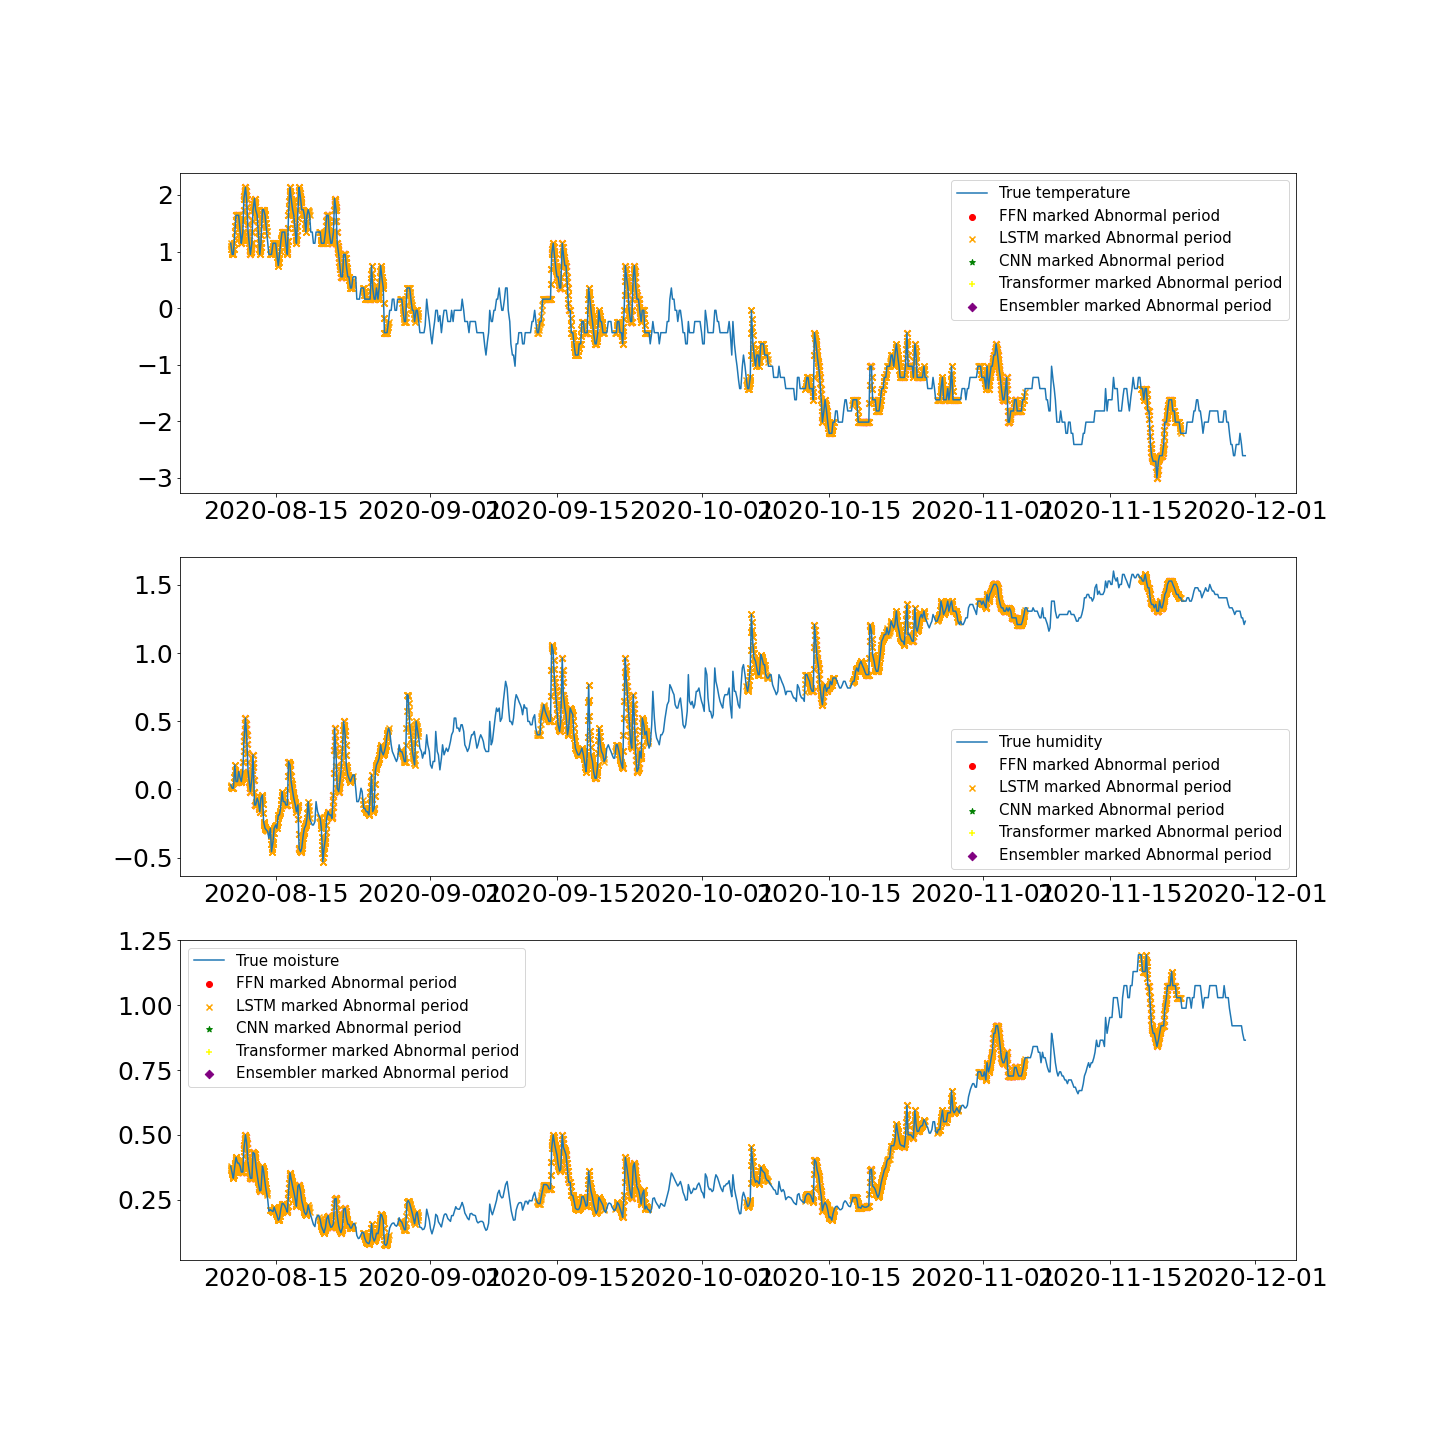 2
1
0
−1
−2
−3
True temperature
FFN marked Abnormal period
LSTM marked Abnormal period
CNN marked Abnormal period
Transformer marked Abnormal period
Ensembler marked Abnormal period
2020-08-15 2020-09-01 2020-09-15 2020-10-01 2020-10-15 2020-11-01 2020-11-15 2020-12-01
1.5
1.0
0.5
0.0
−0.5
True humidity
FFN marked Abnormal period
LSTM marked Abnormal period
CNN marked Abnormal period
Transformer marked Abnormal period
Ensembler marked Abnormal period
2020-08-15 2020-09-01 2020-09-15 2020-10-01 2020-10-15 2020-11-01 2020-11-15 2020-12-01
1.25
1.00
0.75
0.50
0.25
True moisture
FFN marked Abnormal period
LSTM marked Abnormal period
CNN marked Abnormal period
Transformer marked Abnormal period
Ensembler marked Abnormal period
2020-08-15 2020-09-01 2020-09-15 2020-10-01 2020-10-15 2020-11-01 2020-11-15 2020-12-01